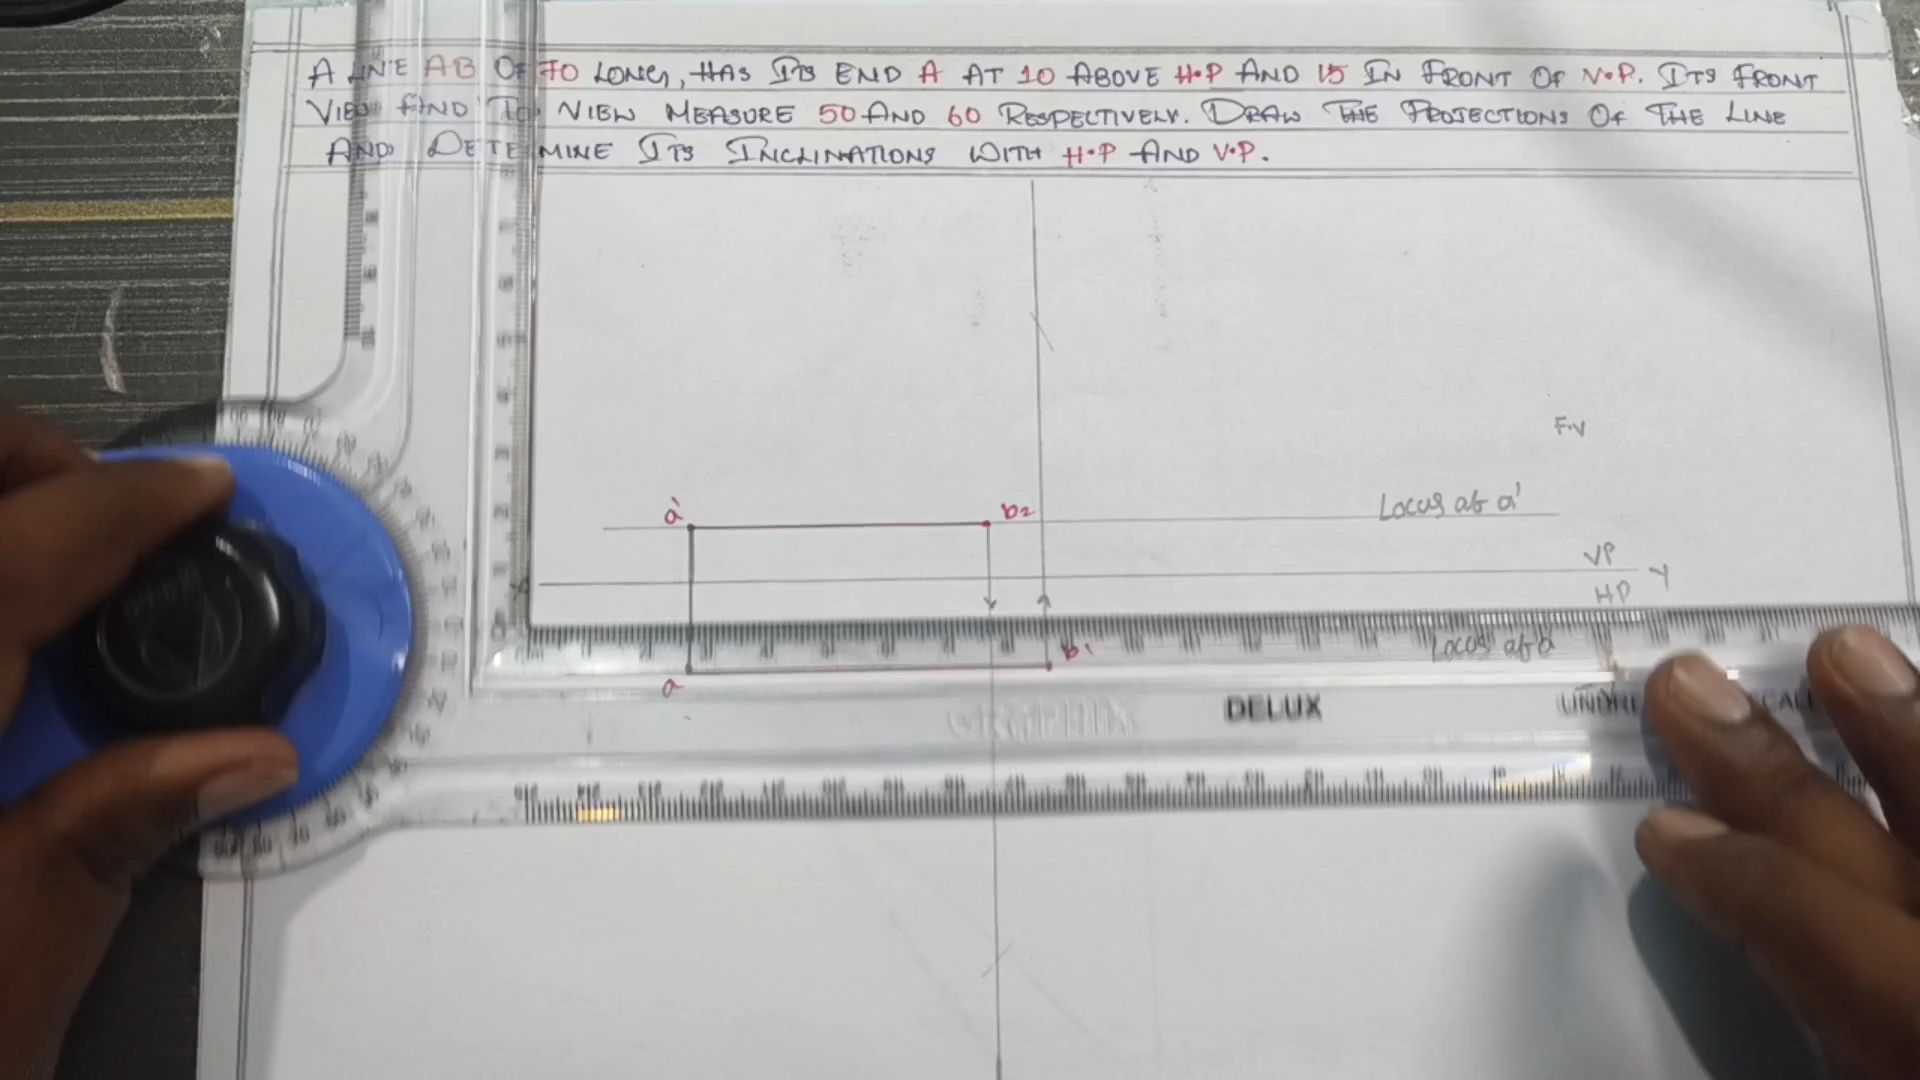 A LINE AB OF 70 LONG, HAS ITS END A AT 10 ABOVE H.P AND 15 IN FRONT OF V.P. ITS FRONT
VIEW AND TOP VIEW MEASURE 50 AND 60 RESPECTIVELY. DRAW THE PROJECTIONS OF THE LINE
AND DETERMINE ITS INCLINATIONS WITH H.P AND V.P.
F.V
a' b2 Locus of a'
VP
HP Y
b1 Locus of a
a
DELUX